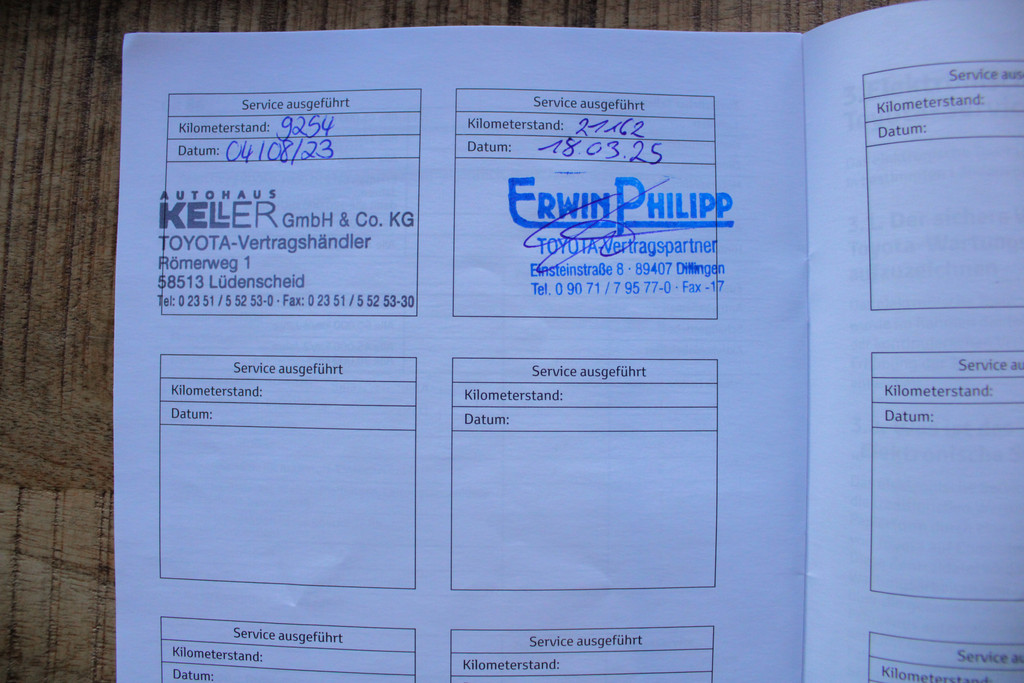 Service ausgeführt
Kilometerstand: 9254
Datum: 04/08/23
AUTOHAUS
KELLER GmbH & Co. KG
TOYOTA-Vertragshändler
Römerweg 1
58513 Lüdenscheid
Tel: 0 23 51 / 5 52 53-0 · Fax: 0 23 51 / 5 52 53-30
Service ausgeführt
Kilometerstand: 21162
Datum: 18.03.25
ERWIN PHILIPP
TOYOTA-Vertragspartner
Einsteinstraße 8 · 89407 Dillingen
Tel. 0 90 71 / 7 95 77-0 · Fax -17
Service ausgeführt
Kilometerstand:
Datum:
Service ausgeführt
Kilometerstand:
Datum:
Service ausgeführt
Kilometerstand:
Datum:
Service ausgeführt
Kilometerstand:
Service
Kilometerstand:
Datum:
Service
Kilometerstand:
Datum:
Service
Kilometerstand: